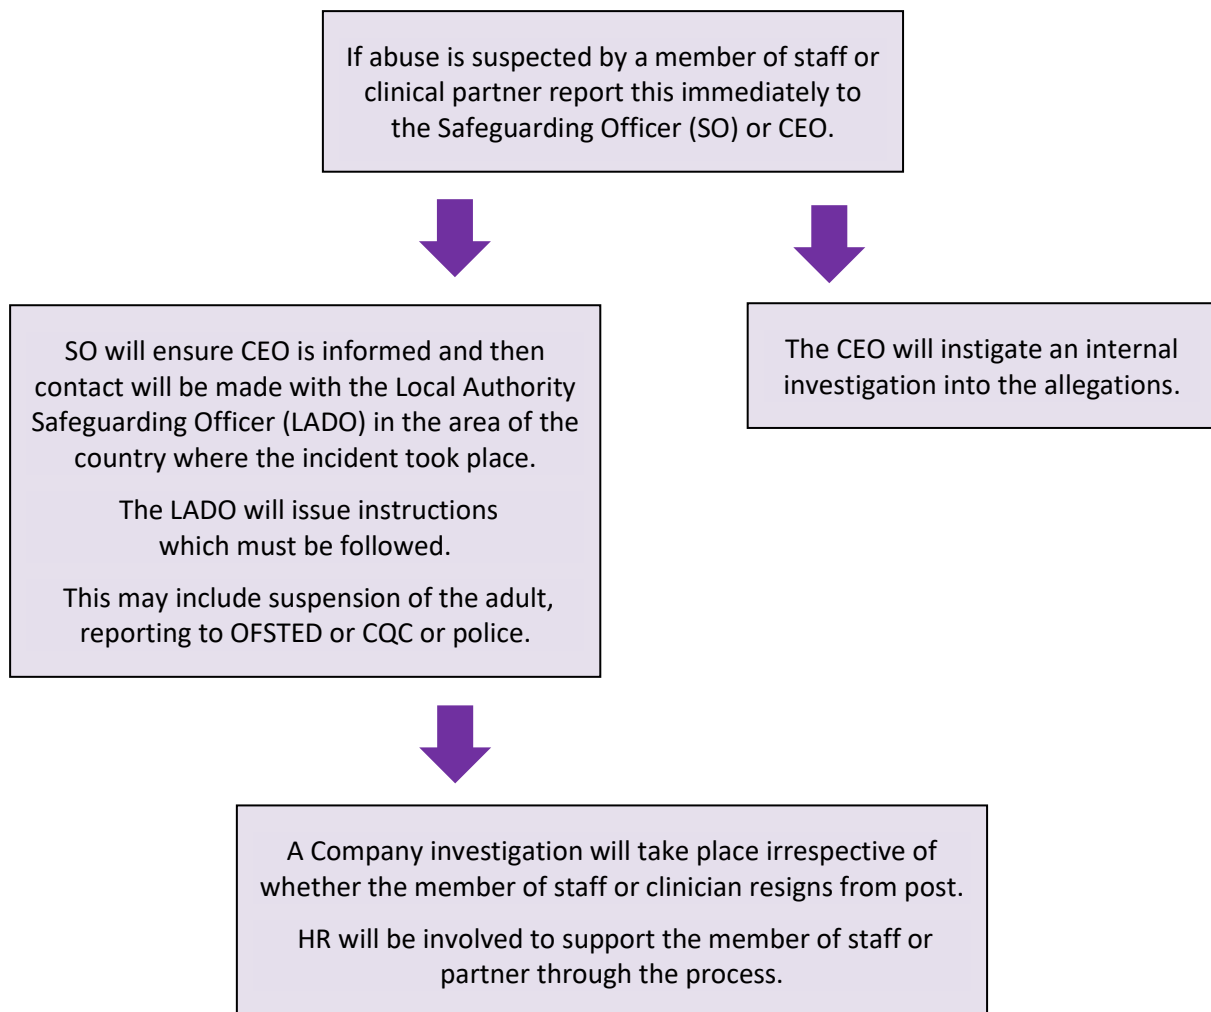 If abuse is suspected by a member of staff or
clinical partner report this immediately to
the Safeguarding Officer (SO) or CEO.
SO will ensure CEO is informed and then
contact will be made with the Local Authority
Safeguarding Officer (LADO) in the area of the
country where the incident took place.
The LADO will issue instructions
which must be followed.
This may include suspension of the adult,
reporting to OFSTED or CQC or police.
The CEO will instigate an internal
investigation into the allegations.
A Company investigation will take place irrespective of
whether the member of staff or clinician resigns from post.
HR will be involved to support the member of staff or
partner through the process.